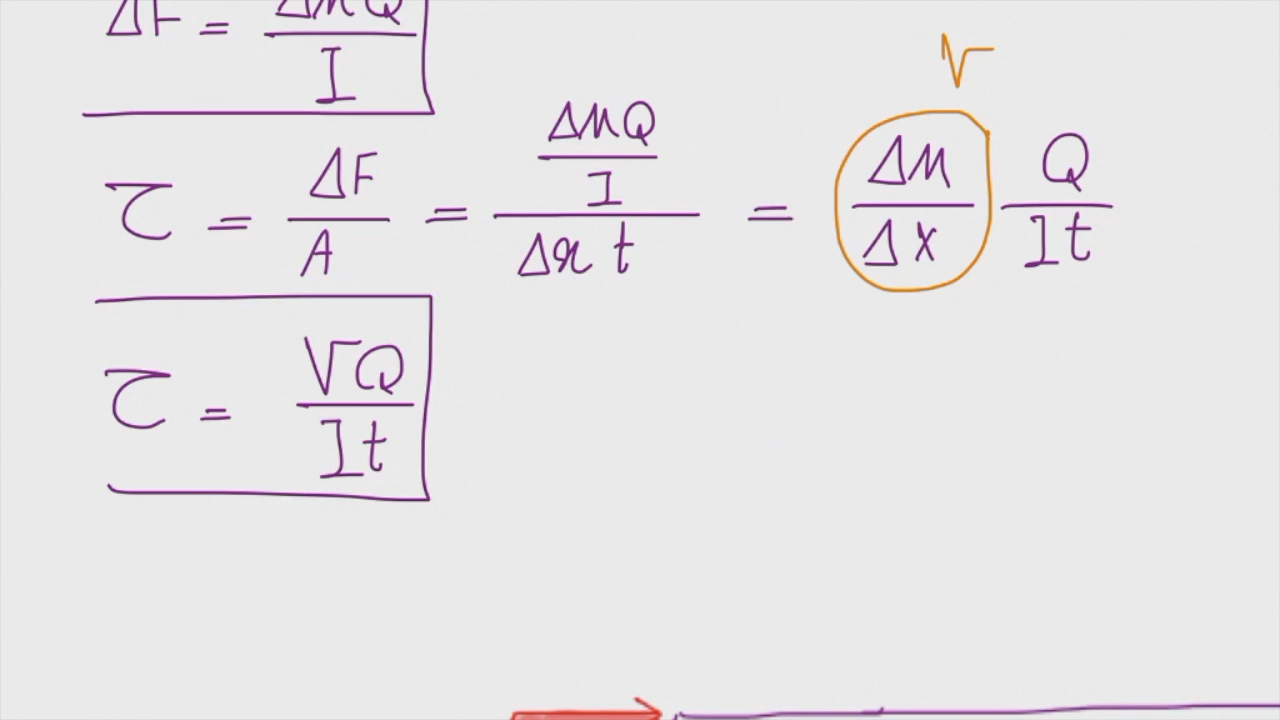 ΔF = ΔMQ / I
V
τ = ΔF / A = (ΔMQ / I) / (Δx t) = ΔM / Δx Q / It
τ = VQ / It